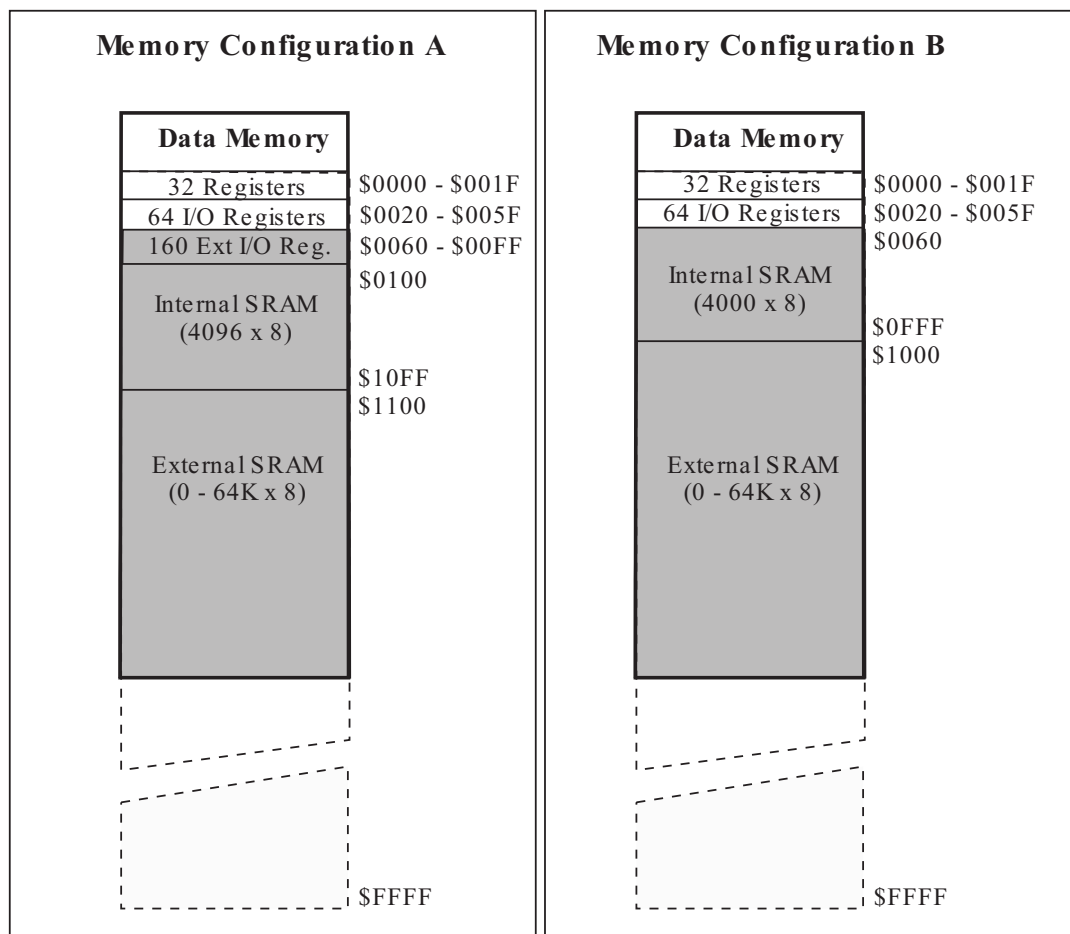 Memory Configuration A
Data Memory
32 Registers
$0000 - $001F
64 I/O Registers
$0020 - $005F
160 Ext I/O Reg.
$0060 - $00FF
$0100
Internal SRAM
(4096 x 8)
$10FF
$1100
External SRAM
(0 - 64K x 8)
$FFFF
Memory Configuration B
Data Memory
32 Registers
$0000 - $001F
64 I/O Registers
$0020 - $005F
$0060
Internal SRAM
(4000 x 8)
$0FFF
$1000
External SRAM
(0 - 64K x 8)
$FFFF